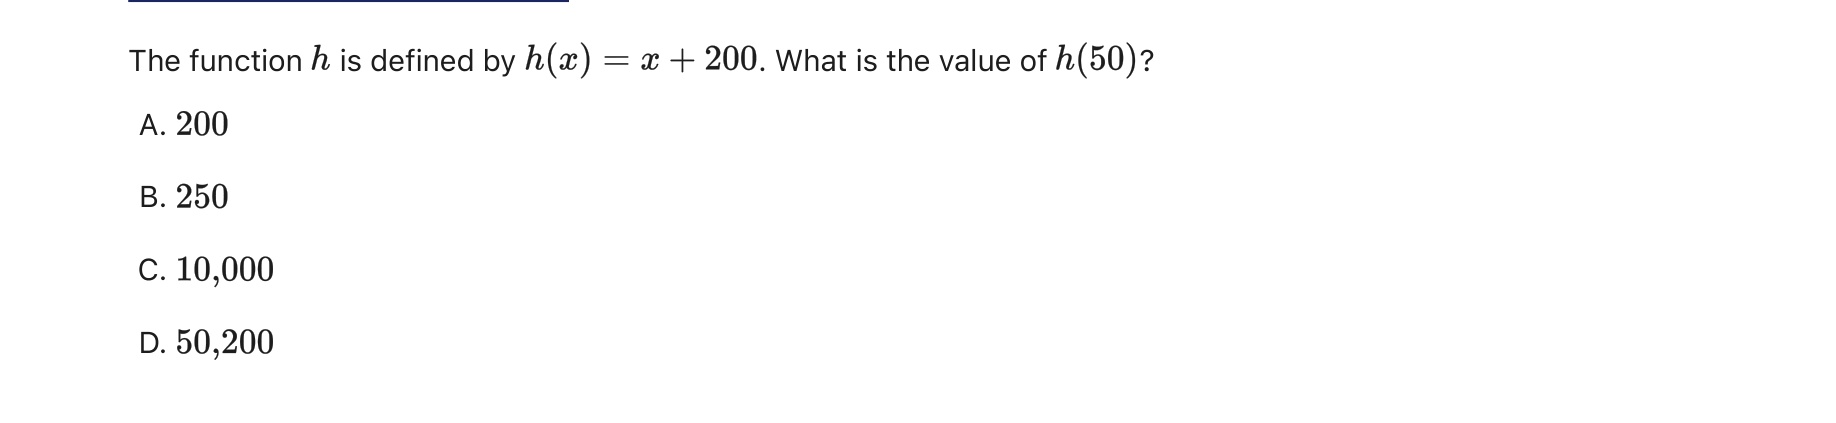 The function h is defined by h(x) = x + 200. What is the value of h(50)?
A. 200
B. 250
C. 10,000
D. 50,200